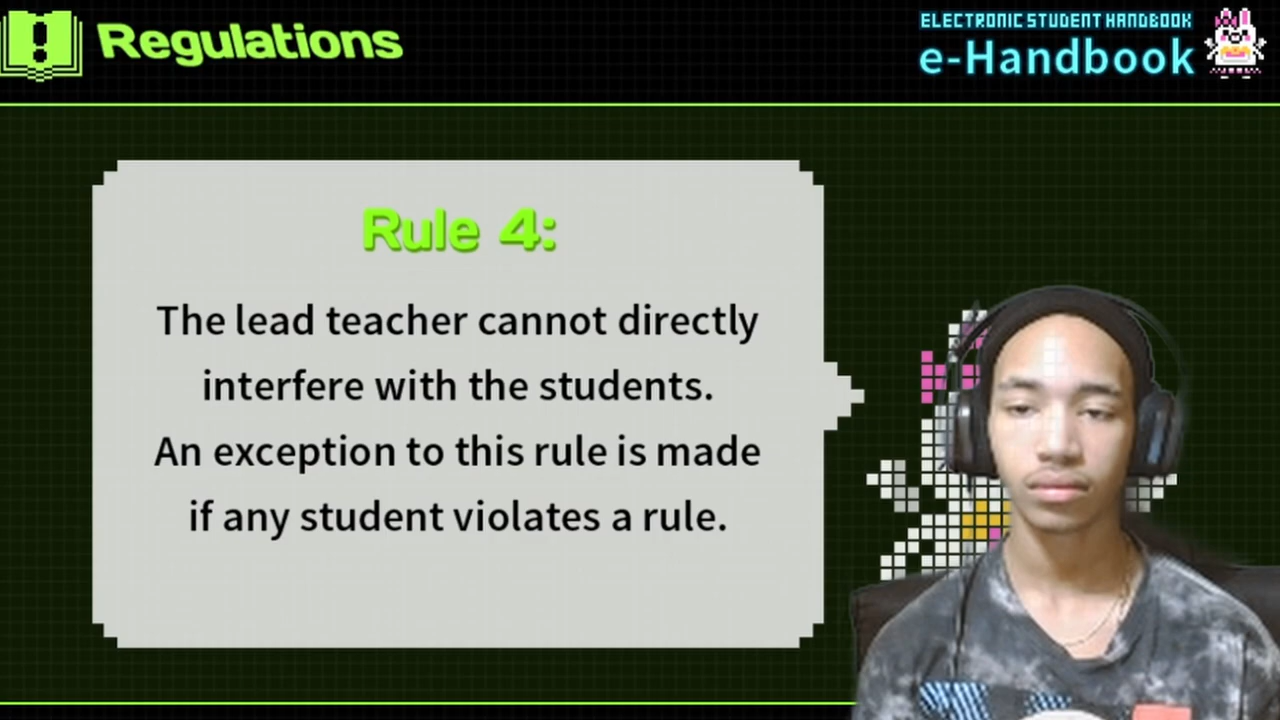 Regulations
ELECTRONIC STUDENT HANDBOOK
e-Handbook
Rule 4:
The lead teacher cannot directly
interfere with the students.
An exception to this rule is made
if any student violates a rule.